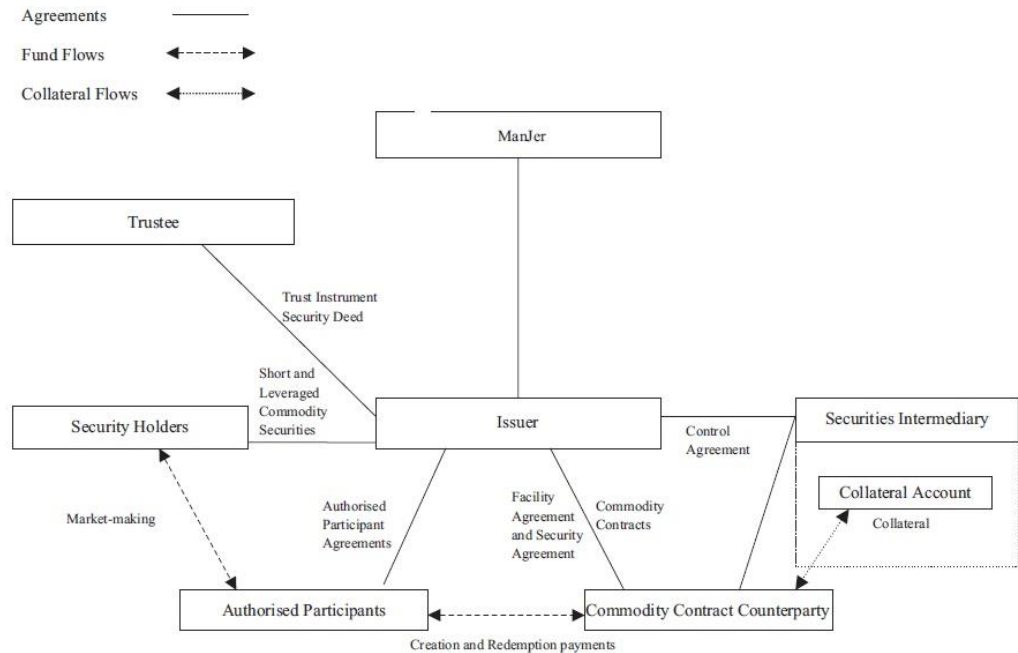 Agreements
Fund Flows
Collateral Flows
ManJer
Trustee
Trust Instrument
Security Deed
Short and
Leveraged
Commodity
Securities
Security Holders
Issuer
Control
Agreement
Securities Intermediary
Collateral Account
Collateral
Market-making
Authorised
Participant
Agreements
Facility
Agreement
and Security
Agreement
Commodity
Contracts
Authorised Participants
Commodity Contract Counterparty
Creation and Redemption payments